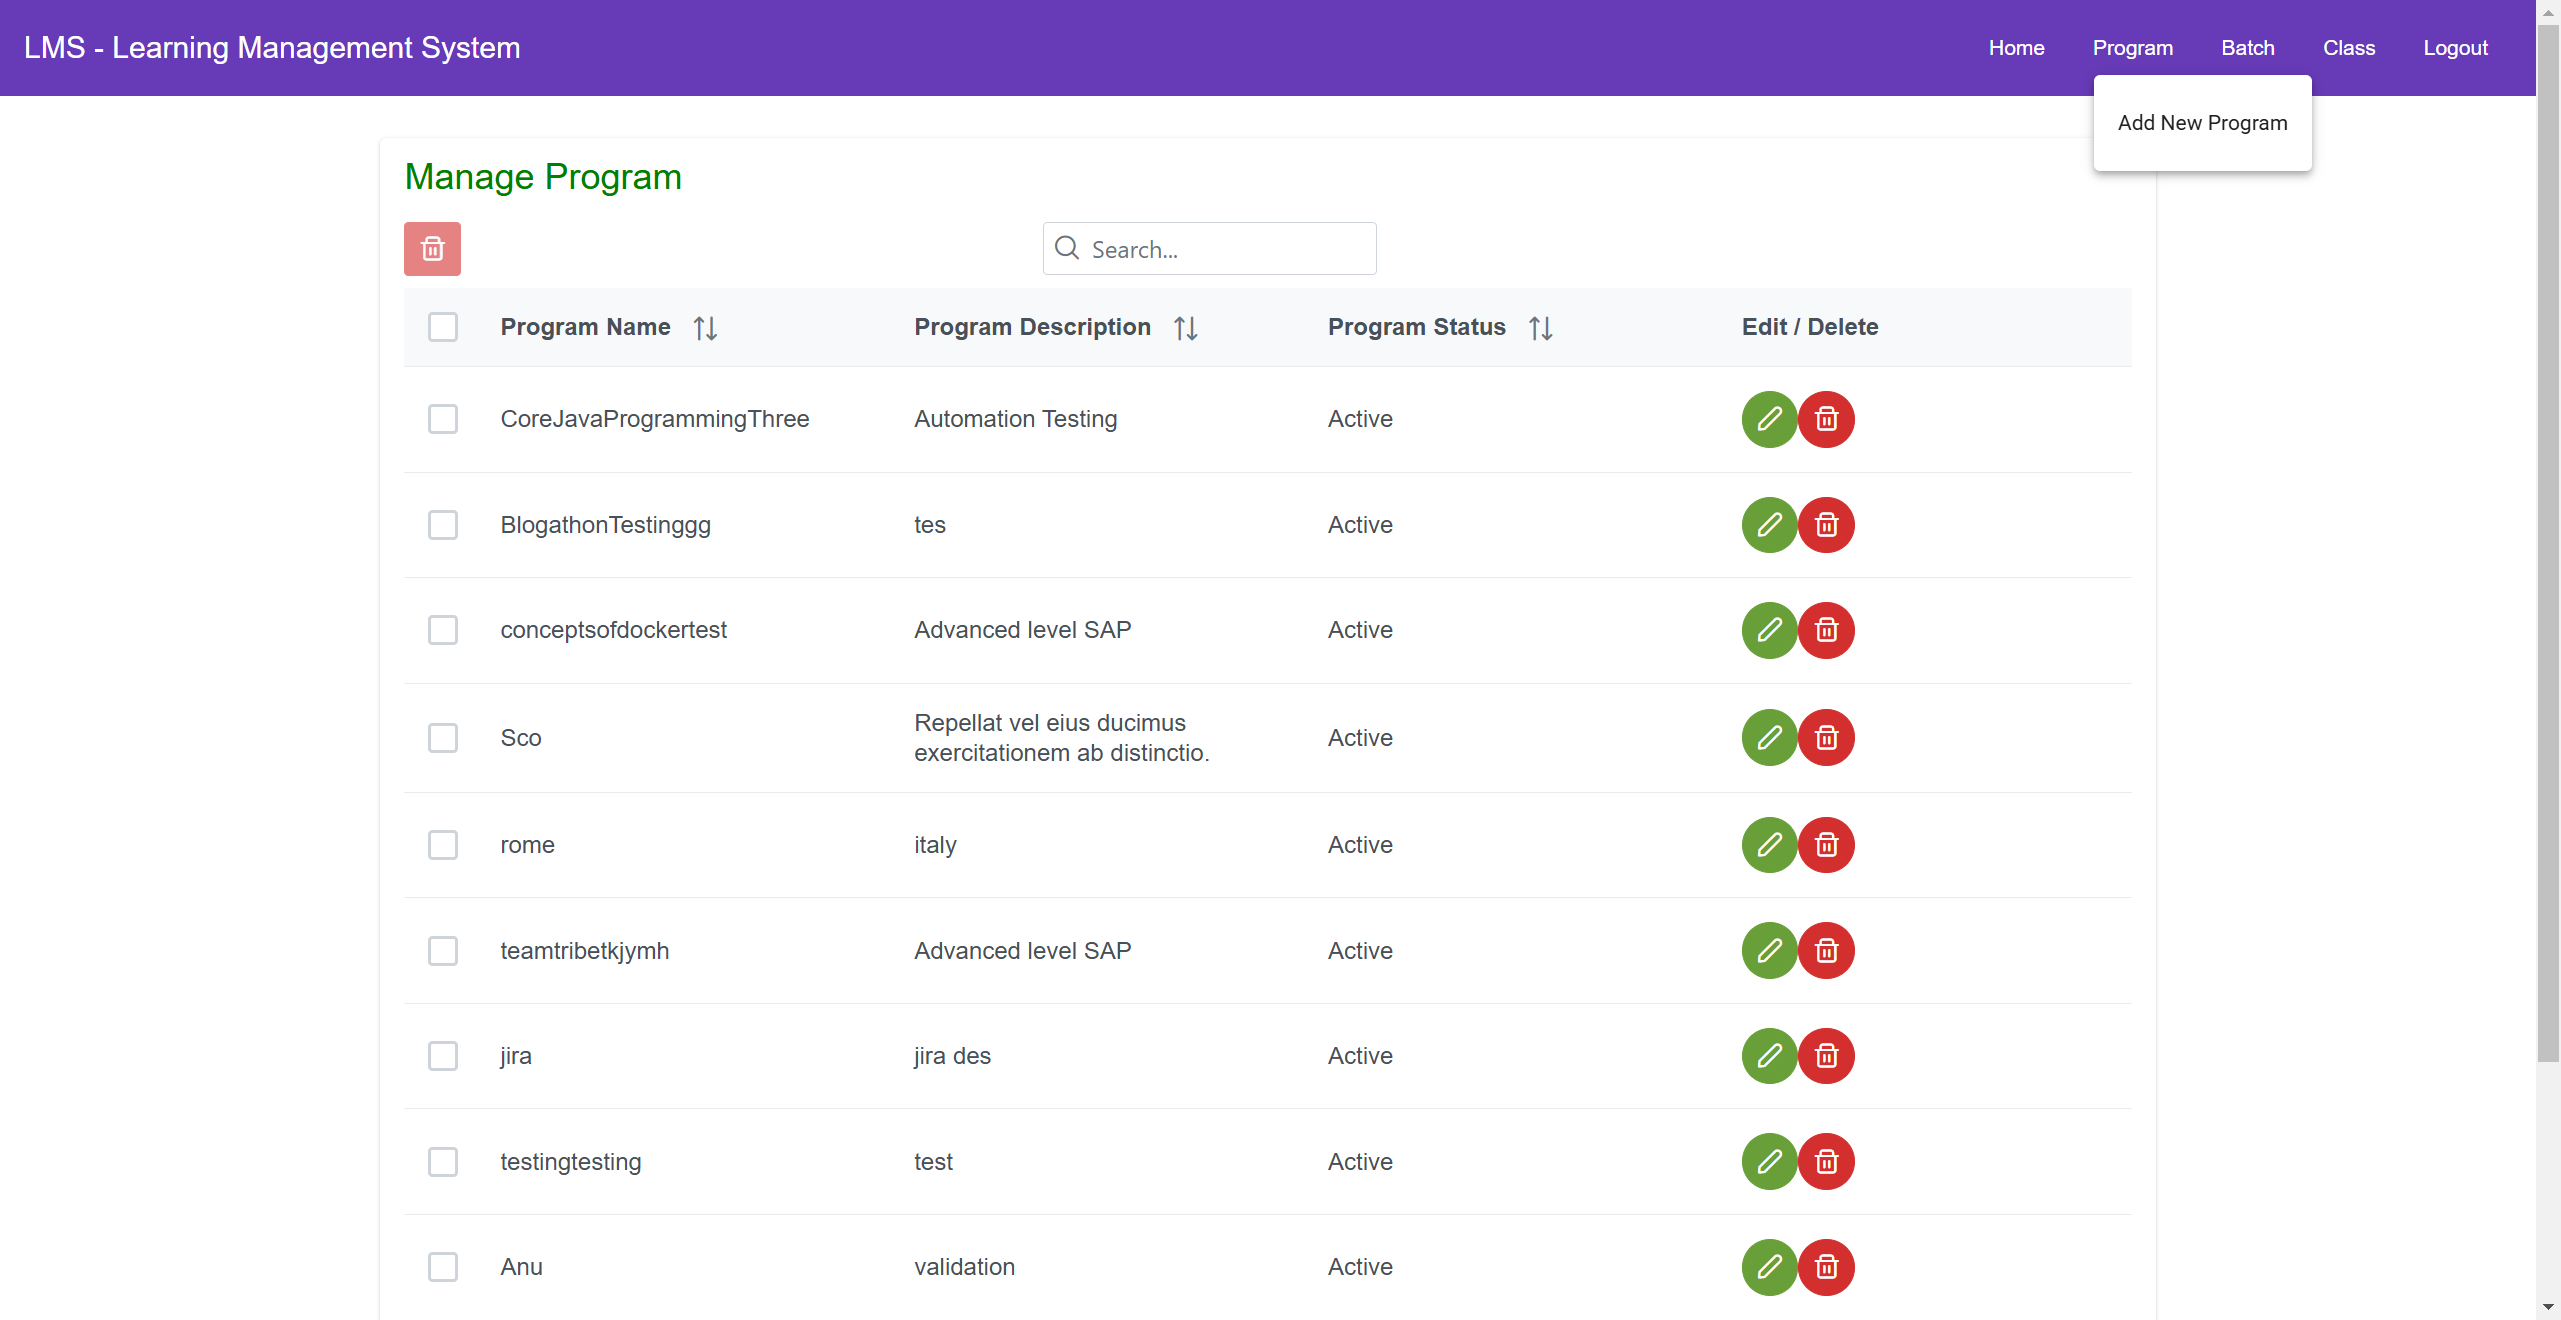 LMS - Learning Management System
Home Program Batch Class Logout
Add New Program
Manage Program
Search...
Program Name Program Description Program Status Edit / Delete
CoreJavaProgrammingThree Automation Testing Active
BlogathonTestinggg tes Active
conceptsofdockertest Advanced level SAP Active
Sco Repellat vel eius ducimus Active
exercitationem ab distinctio.
rome italy Active
teamtribetkjymh Advanced level SAP Active
jira jira des Active
testingtesting test Active
Anu validation Active